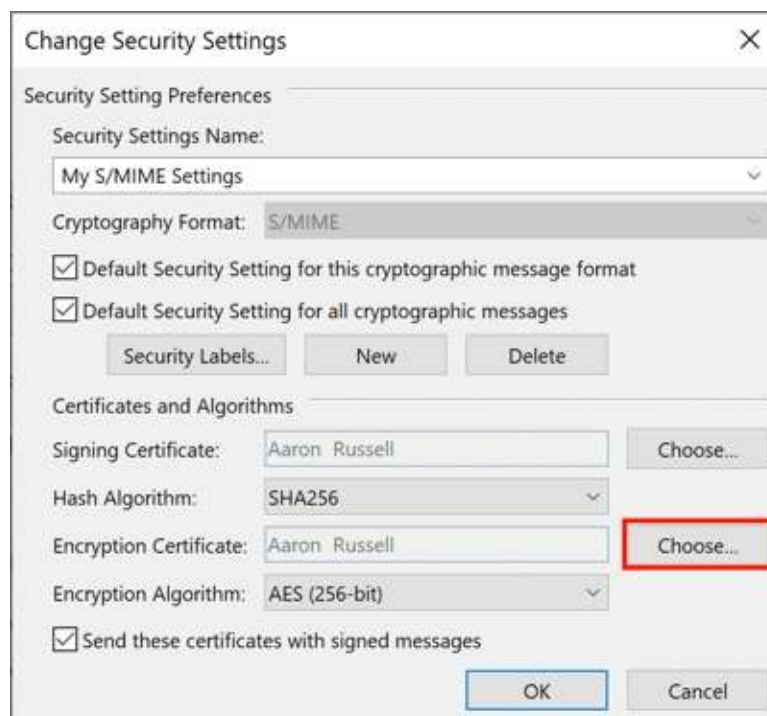 Change Security Settings
Security Setting Preferences
Security Settings Name:
My S/MIME Settings
Cryptography Format: S/MIME
Default Security Setting for this cryptographic message format
Default Security Setting for all cryptographic messages
Security Labels... New Delete
Certificates and Algorithms
Signing Certificate: Aaron Russell Choose...
Hash Algorithm: SHA256
Encryption Certificate: Aaron Russell Choose...
Encryption Algorithm: AES (256-bit)
Send these certificates with signed messages
OK Cancel